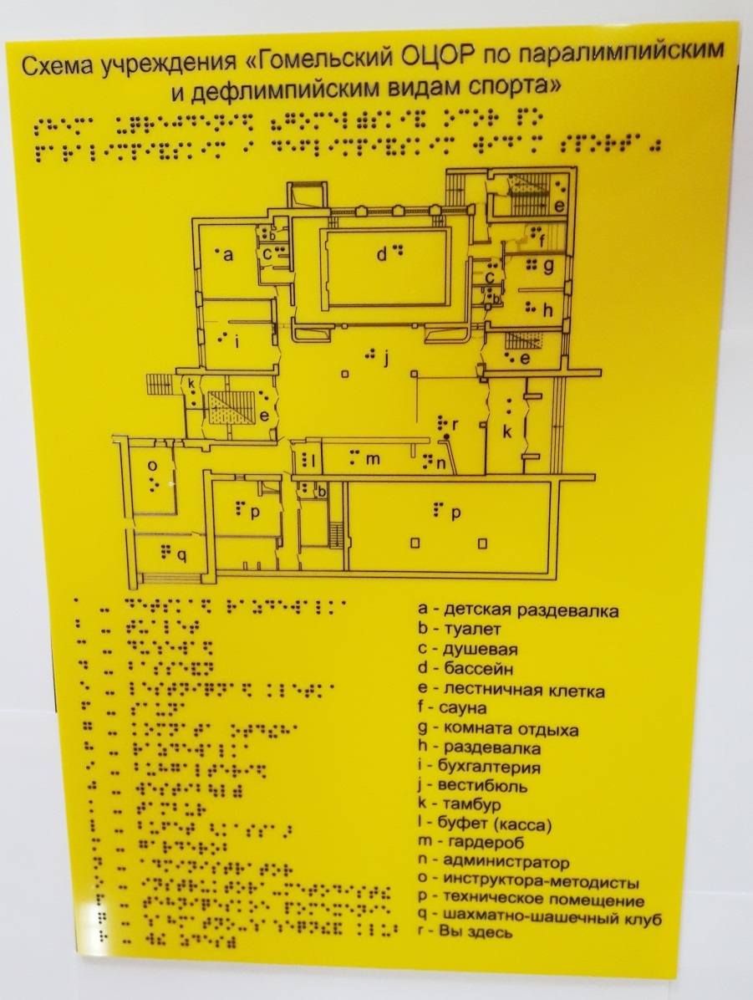 Схема учреждения «Гомельский ОЦОР по паралимпийским
и дефлимпийским видам спорта»
e
b
a
c
d
f
g
c
b
h
i
j
e
k
e
k
r
l
m
n
o
b
p
p
q
a - детская раздевалка
b - туалет
c - душевая
d - бассейн
e - лестничная клетка
f - сауна
g - комната отдыха
h - раздевалка
i - бухгалтерия
j - вестибюль
k - тамбур
l - буфет (касса)
m - гардероб
n - администратор
o - инструктора-методисты
p - техническое помещение
q - шахматно-шашечный клуб
r - Вы здесь